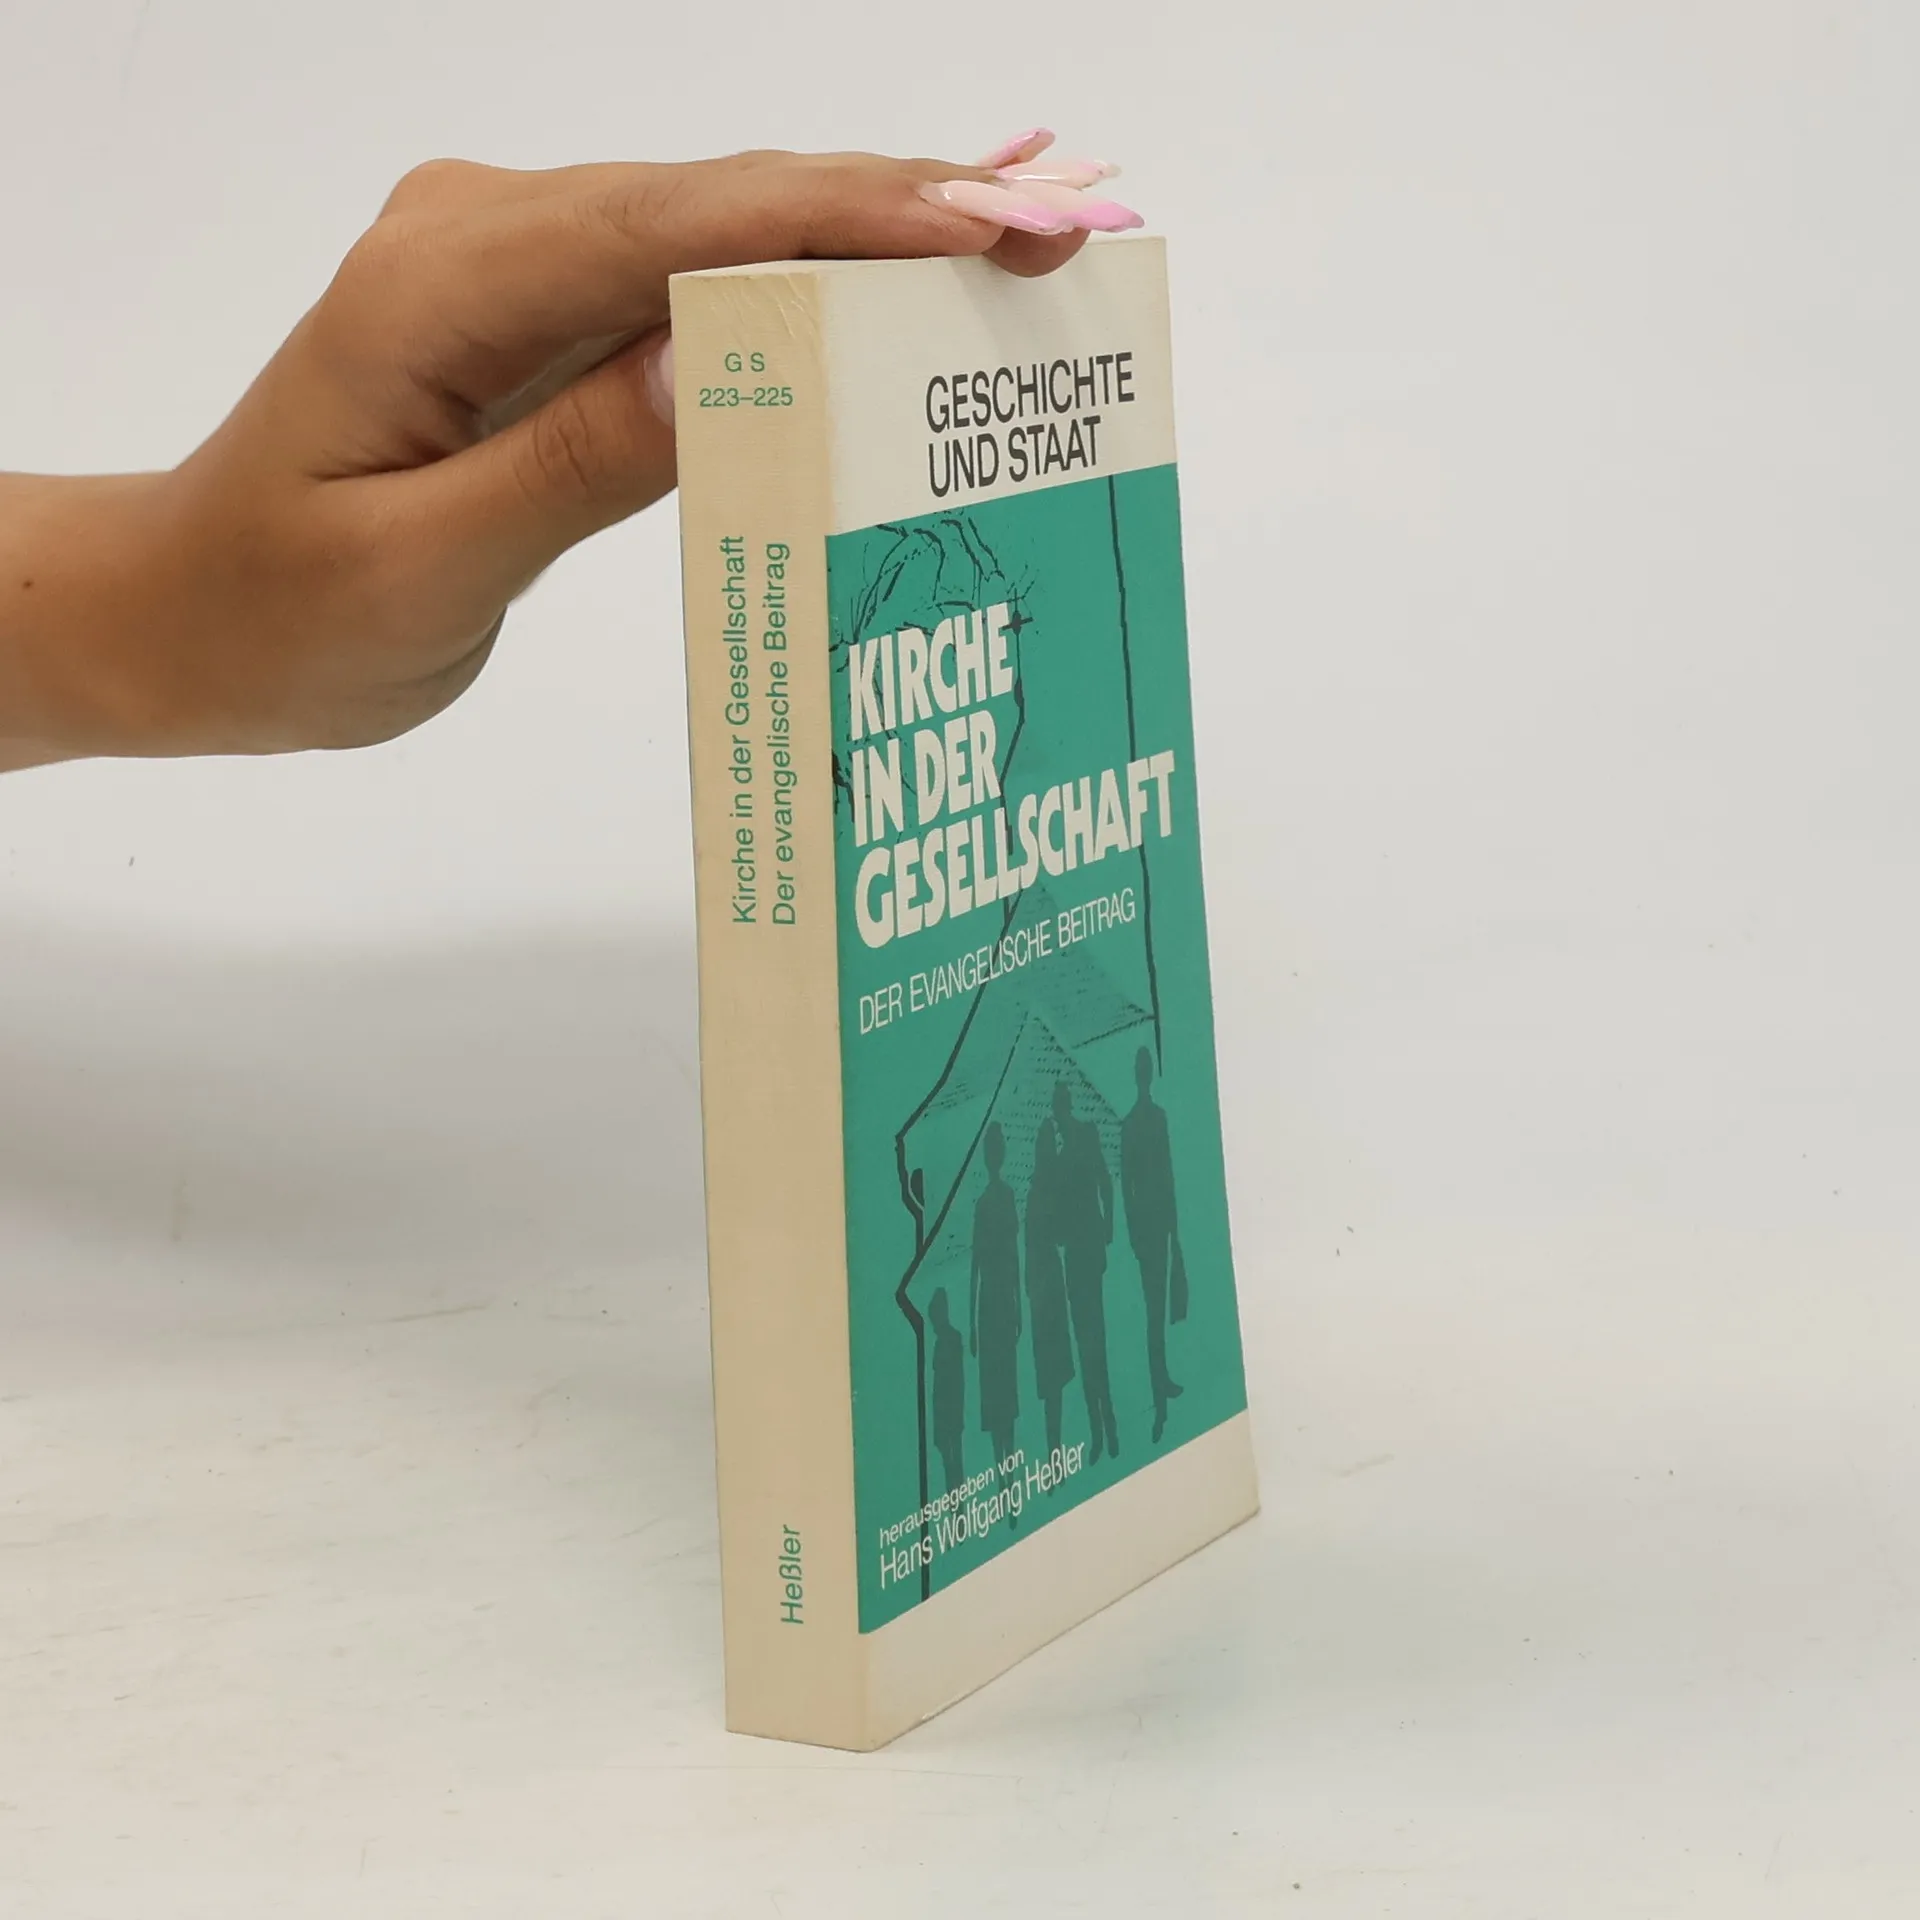 G S
223–225
Kirche in der Gesellschaft
Der evangelische Beitrag
Heßler
GESCHICHTE
UND STAAT
KIRCHE
IN DER
GESELLSCHAFT
DER EVANGELISCHE BEITRAG
herausgegeben von
Hans Wolfgang Heßler